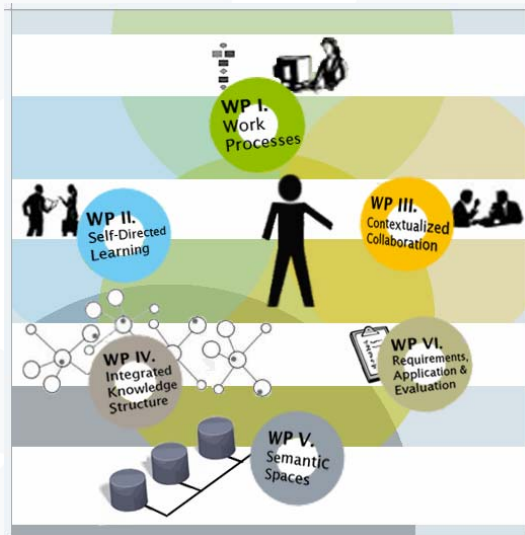 WP I.
Work
Processes
WP II.
Self-Directed
Learning
WP III.
Contextualized
Collaboration
WP IV.
Integrated
Knowledge
Structure
WP VI.
Requirements,
Application &
Evaluation
WP V.
Semantic
Spaces